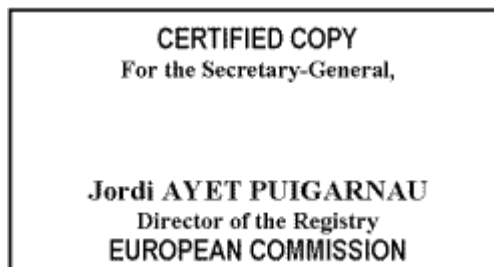 CERTIFIED COPY
For the Secretary-General,
Jordi AYET PUIGARNAU
Director of the Registry
EUROPEAN COMMISSION